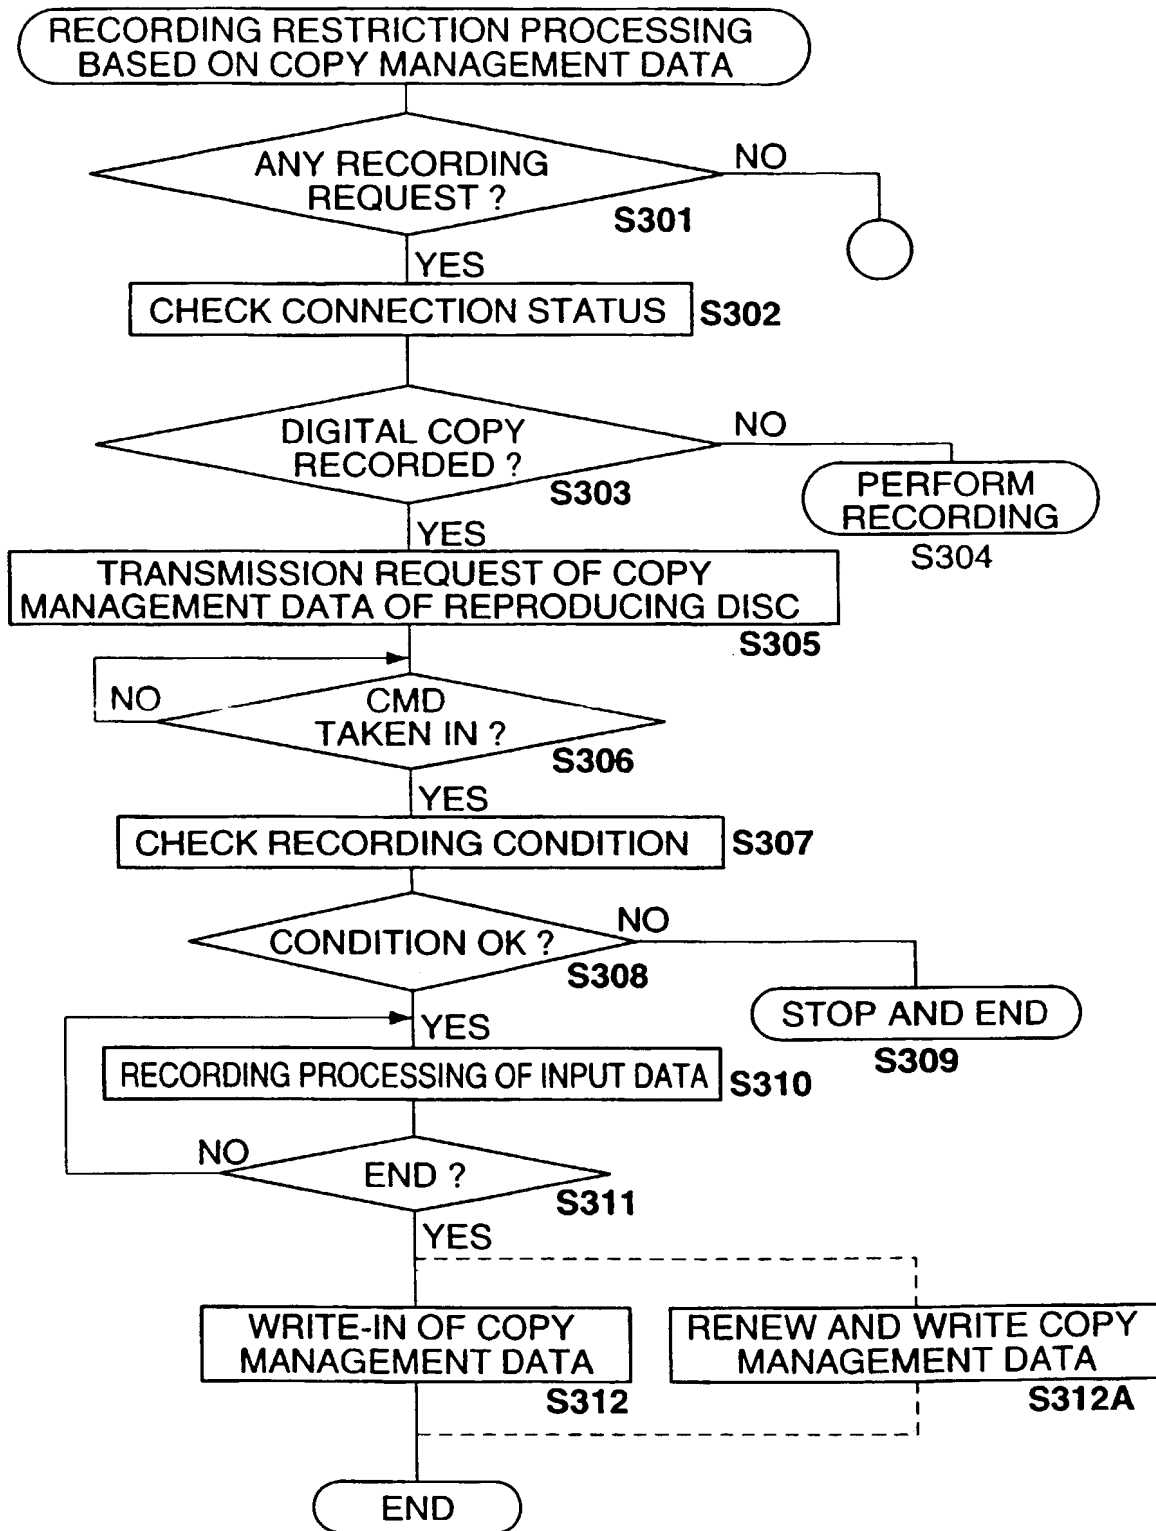 RECORDING RESTRICTION PROCESSING
BASED ON COPY MANAGEMENT DATA
ANY RECORDING
REQUEST ?
NO
S301
YES
CHECK CONNECTION STATUS
S302
DIGITAL COPY
RECORDED ?
NO
S303
PERFORM
RECORDING
S304
YES
TRANSMISSION REQUEST OF COPY
MANAGEMENT DATA OF REPRODUCING DISC
S305
NO
CMD
TAKEN IN ?
S306
YES
CHECK RECORDING CONDITION
S307
CONDITION OK ?
NO
S308
STOP AND END
S309
YES
RECORDING PROCESSING OF INPUT DATA
S310
NO
END ?
S311
YES
WRITE-IN OF COPY
MANAGEMENT DATA
S312
RENEW AND WRITE COPY
MANAGEMENT DATA
S312A
END